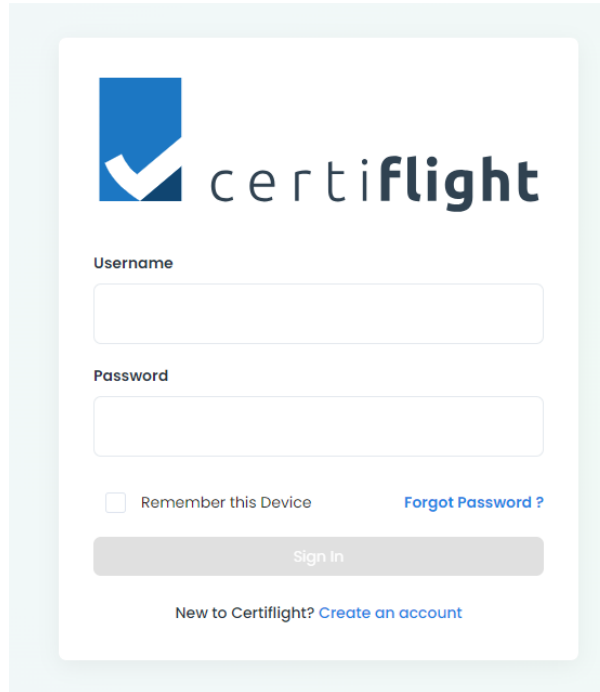 certiflight
Username
Password
Remember this Device
Forgot Password ?
Sign In
New to Certiflight? Create an account